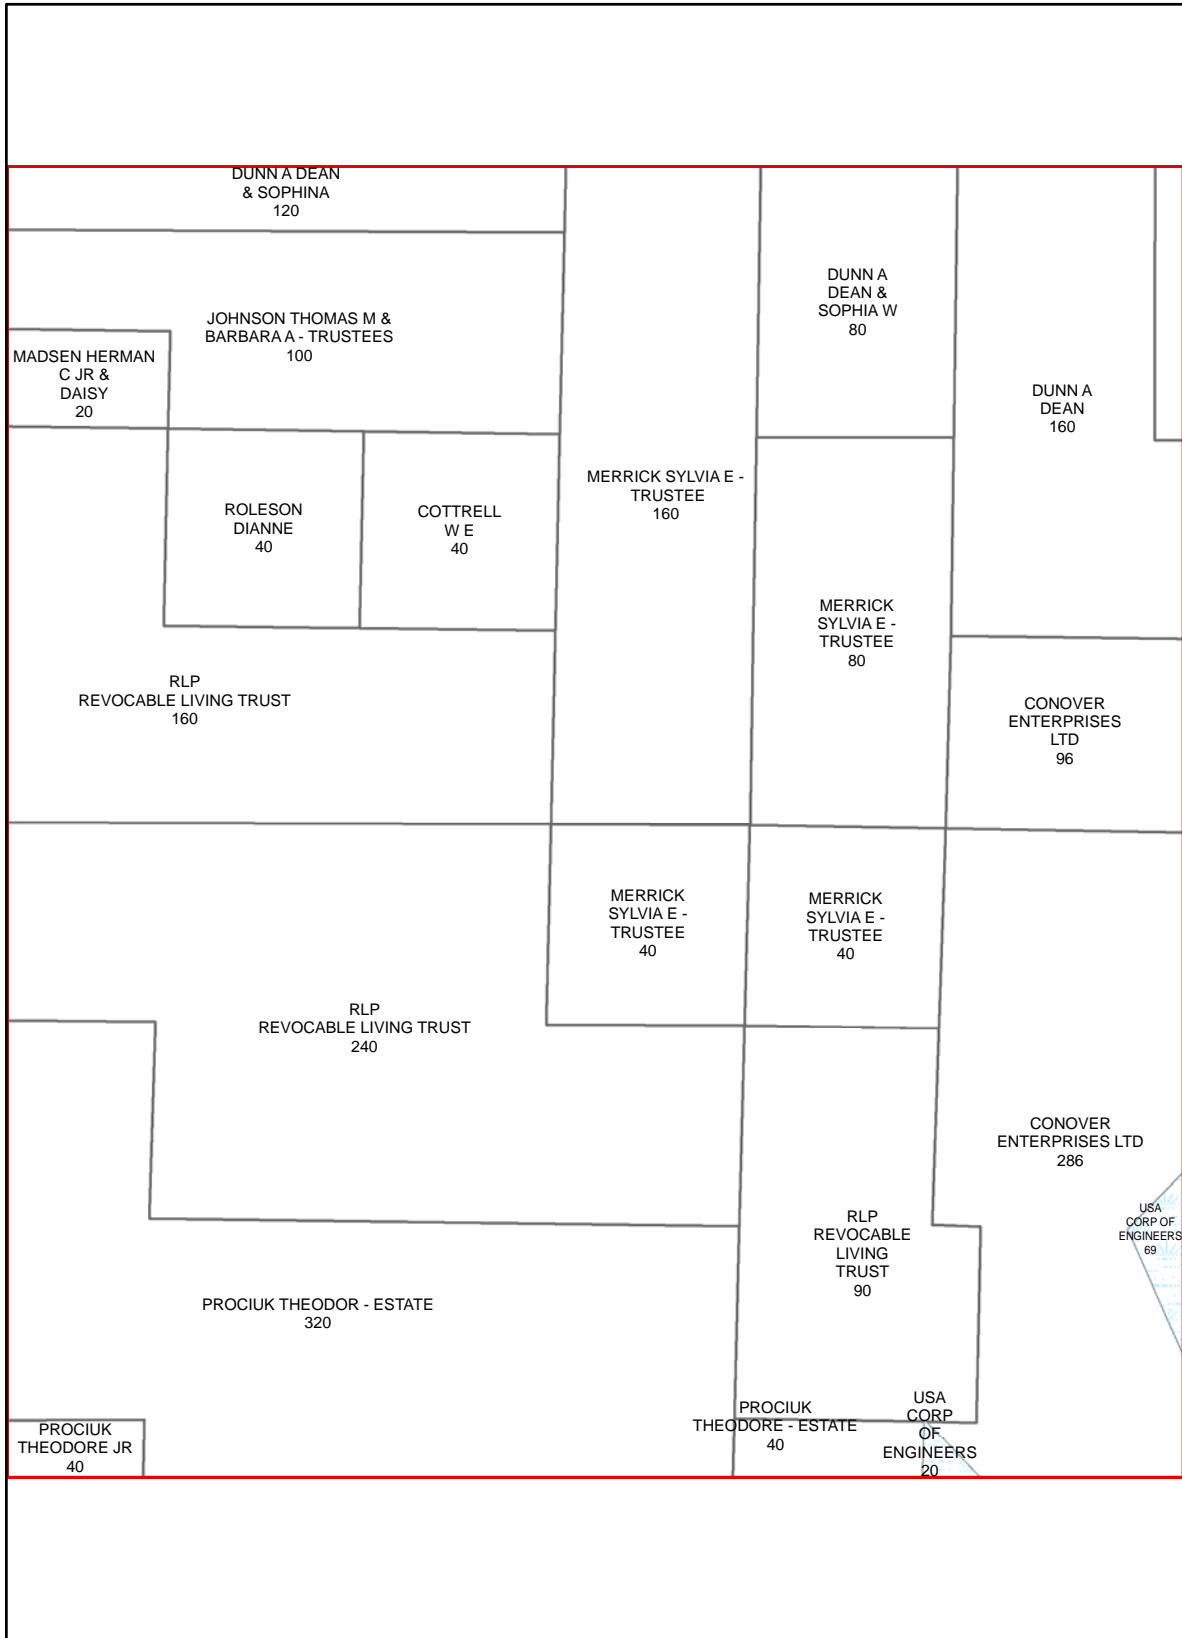 DUNN A DEAN
& SOPHINA
120
JOHNSON THOMAS M &
BARBARA A - TRUSTEES
100
MADSEN HERMAN
C JR &
DAISY
20
DUNN A
DEAN &
SOPHIA W
80
DUNN A
DEAN
160
ROLESON
DIANNE
40
COTTRELL
W E
40
MERRICK SYLVIA E -
TRUSTEE
160
MERRICK
SYLVIA E -
TRUSTEE
80
RLP
REVOCABLE LIVING TRUST
160
CONOVER
ENTERPRISES
LTD
96
MERRICK
SYLVIA E -
TRUSTEE
40
MERRICK
SYLVIA E -
TRUSTEE
40
RLP
REVOCABLE LIVING TRUST
240
CONOVER
ENTERPRISES LTD
286
USA
CORP OF
ENGINEERS
69
RLP
REVOCABLE
LIVING
TRUST
90
PROCIUK THEODOR - ESTATE
320
PROCIUK
THEODORE JR
40
PROCIUK
THEODORE - ESTATE
40
USA
CORP
OF
ENGINEERS
20